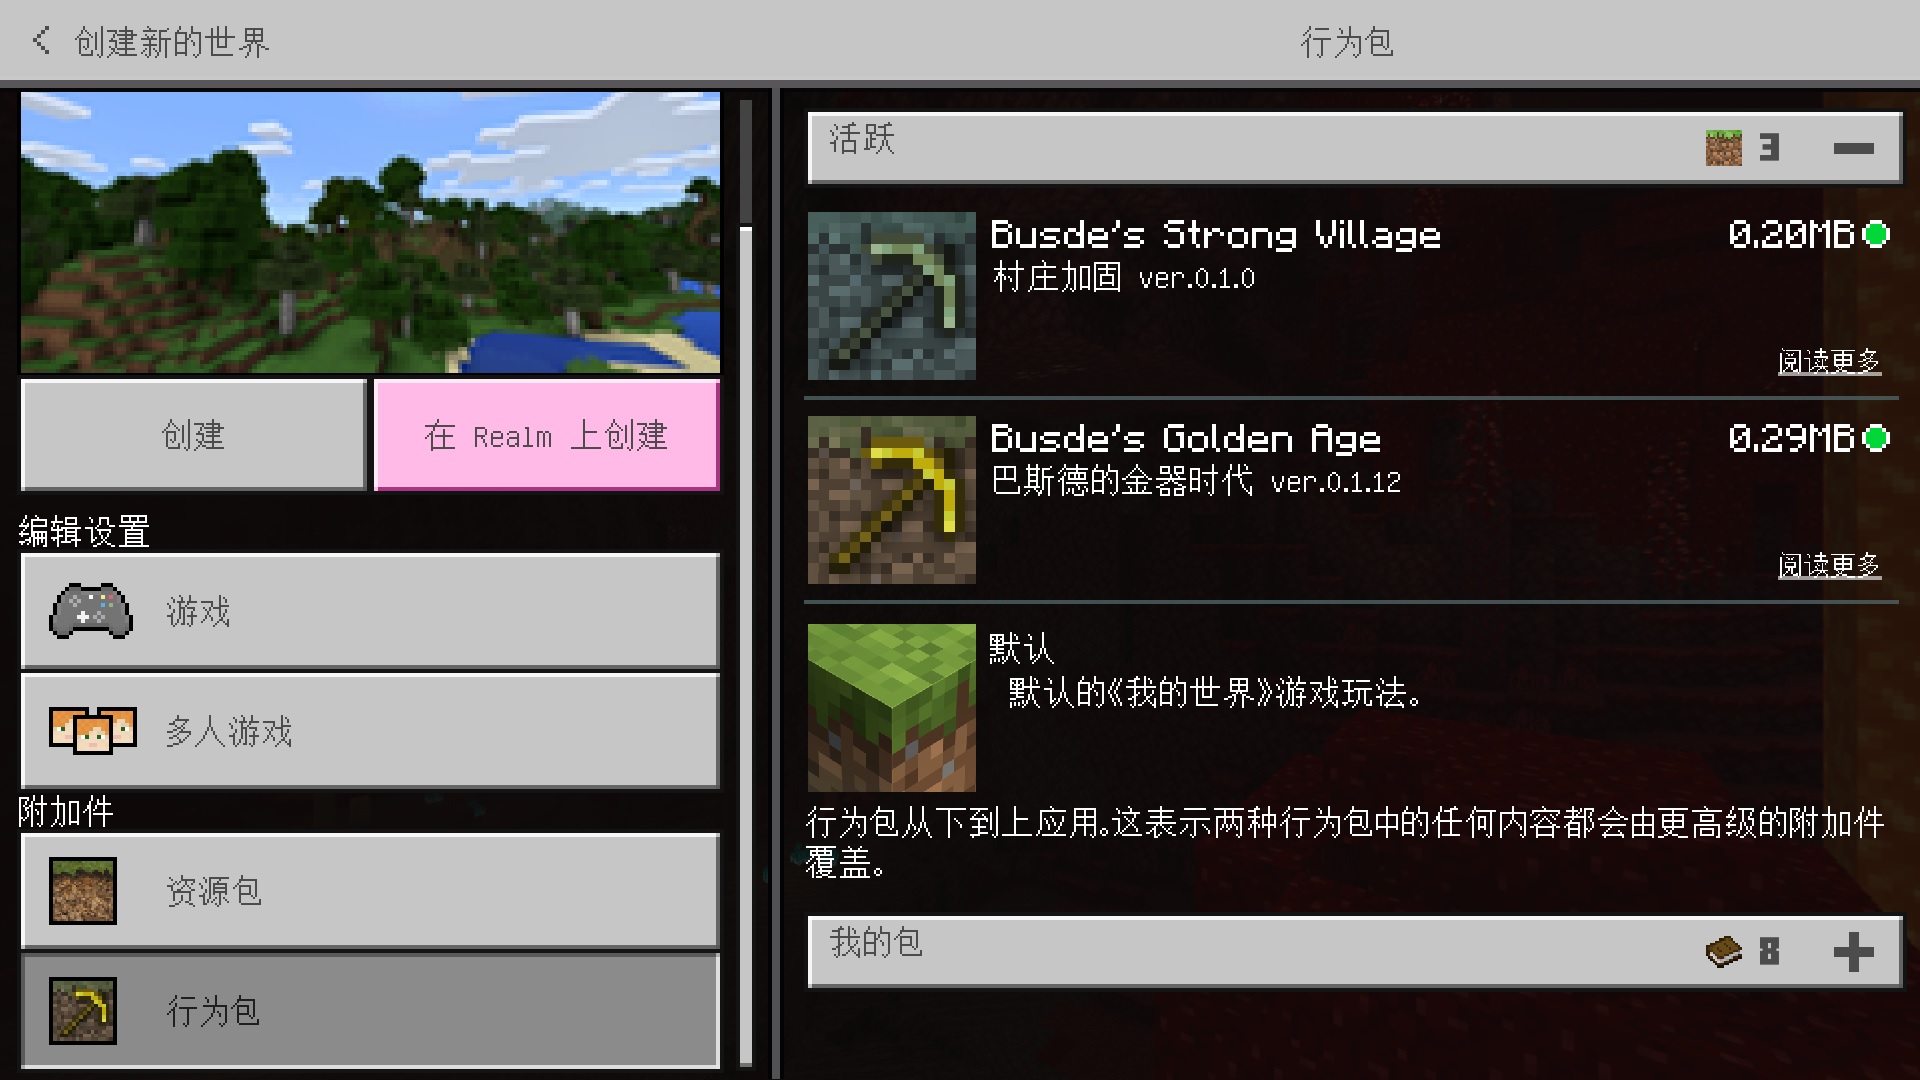 创建新的世界
行为包
创建
在 Realm 上创建
编辑设置
游戏
多人游戏
附加件
资源包
行为包
活跃
3
Busde's Strong Village
0.20MB
村庄加固 ver.0.1.0
阅读更多
Busde's Golden Age
0.29MB
巴斯德的金器时代 ver.0.1.12
阅读更多
默认
默认的《我的世界》游戏玩法。
行为包从下到上应用。这表示两种行为包中的任何内容都会由更高级的附加件
覆盖。
我的包
8